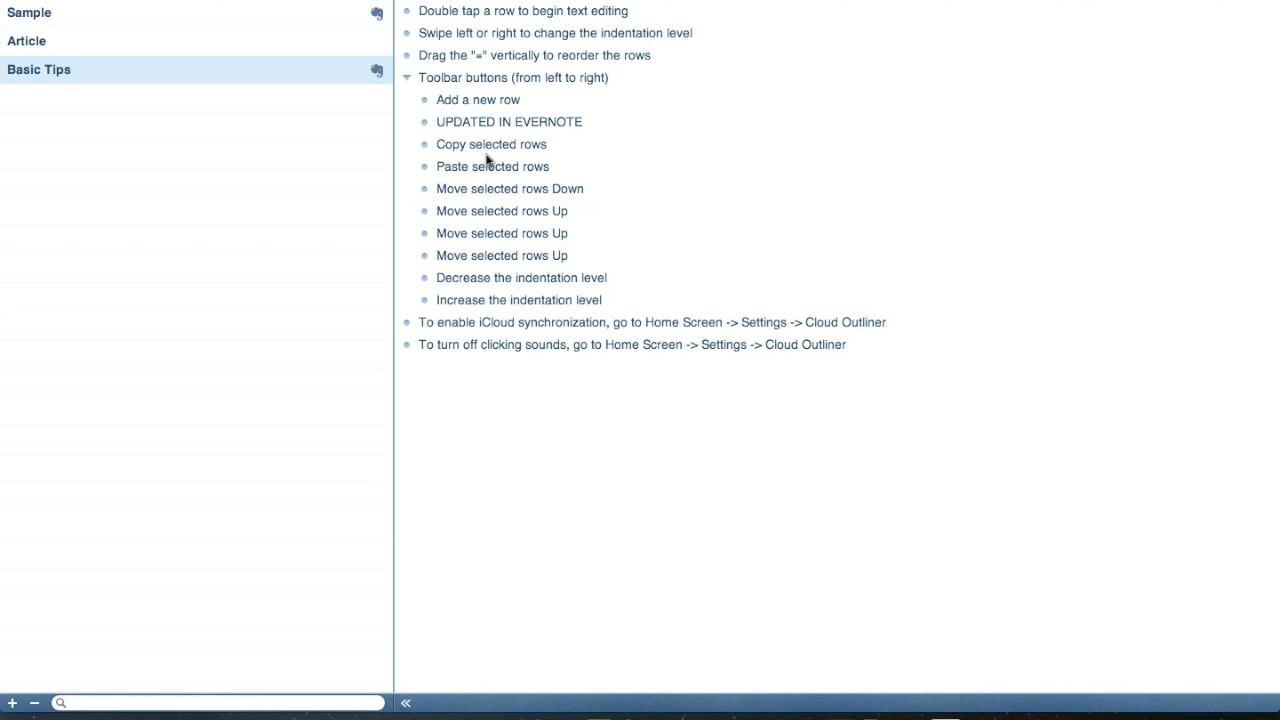 Sample
Article
Basic Tips
Double tap a row to begin text editing
Swipe left or right to change the indentation level
Drag the "=" vertically to reorder the rows
Toolbar buttons (from left to right)
Add a new row
UPDATED IN EVERNOTE
Copy selected rows
Paste selected rows
Move selected rows Down
Move selected rows Up
Move selected rows Up
Move selected rows Up
Decrease the indentation level
Increase the indentation level
To enable iCloud synchronization, go to Home Screen -> Settings -> Cloud Outliner
To turn off clicking sounds, go to Home Screen -> Settings -> Cloud Outliner